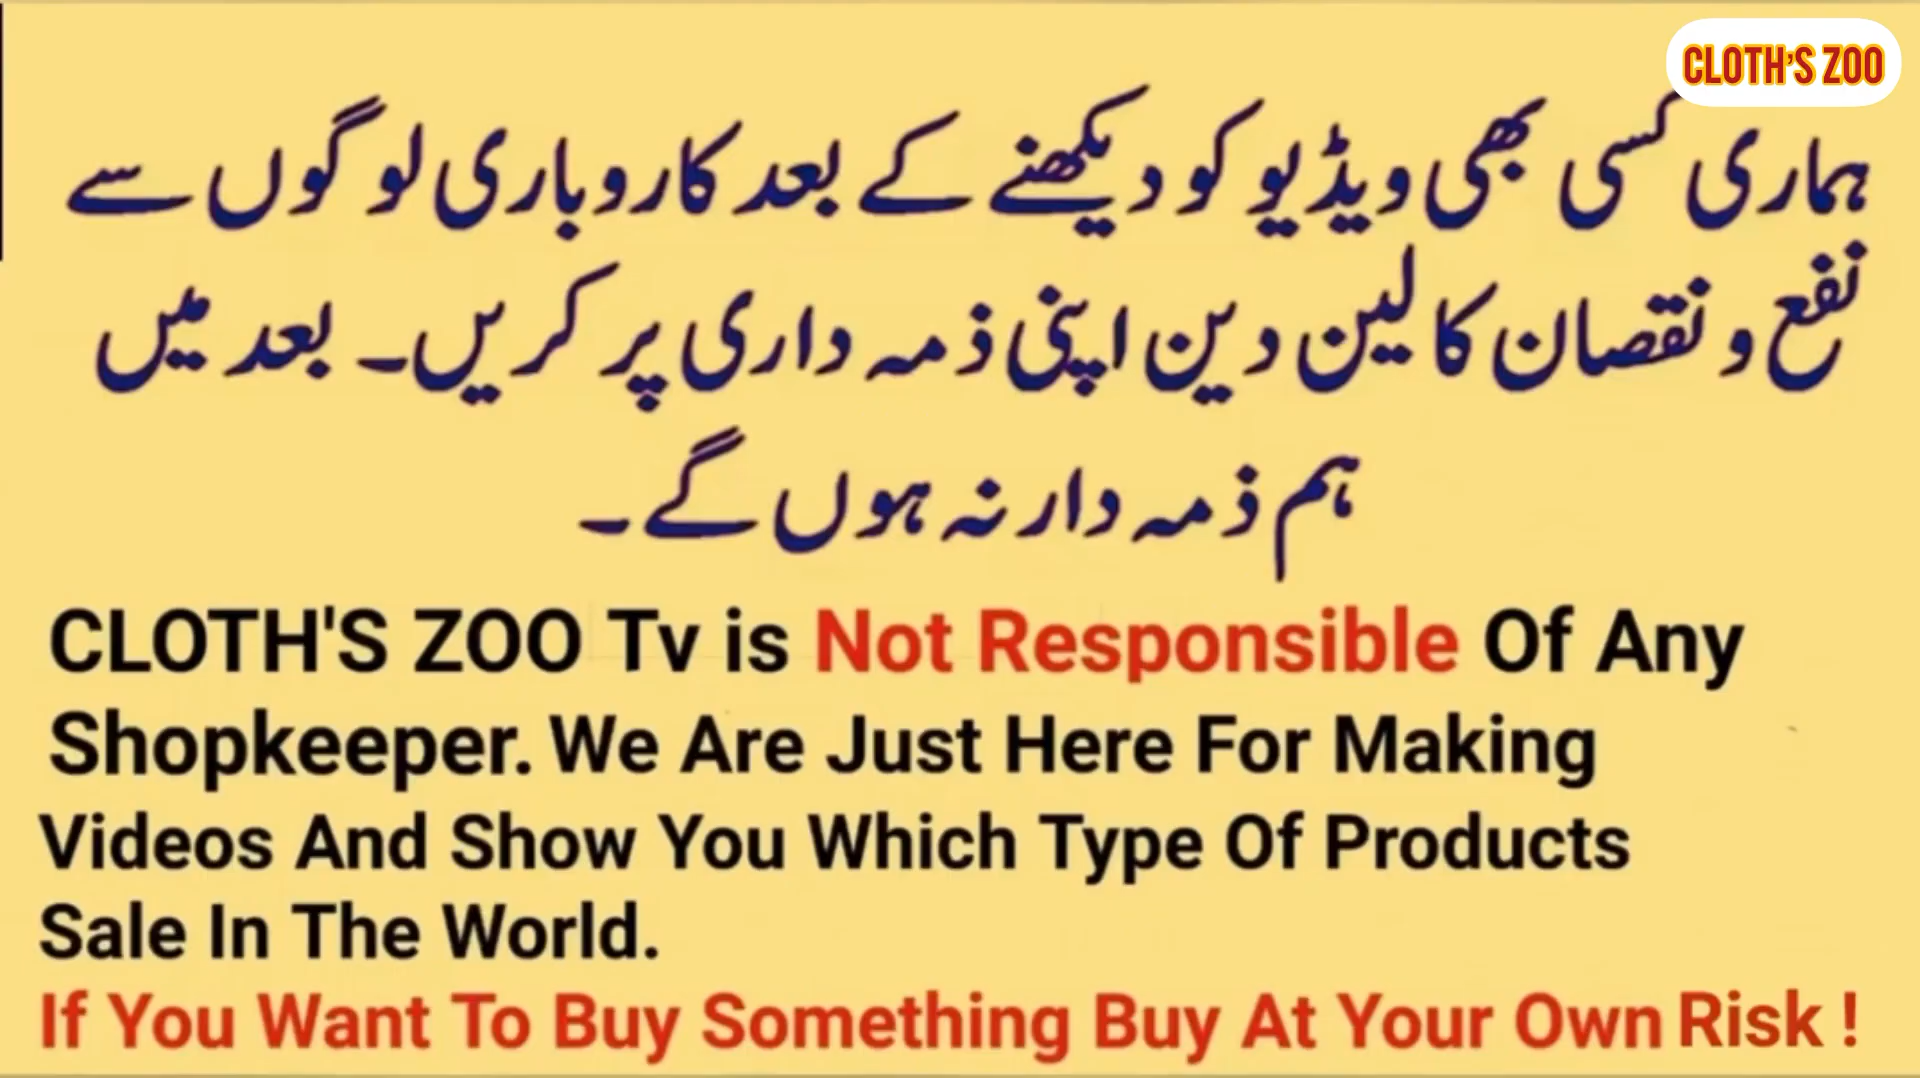 CLOTH'S ZOO
ہماری کسی بھی ویڈیو کو دیکھنے کے بعد کاروباری لوگوں سے
نفع و نقصان کا لین دین اپنی ذمہ داری پر کریں۔ بعد میں
ہم ذمہ دار نہ ہوں گے۔
CLOTH'S ZOO Tv is Not Responsible Of Any
Shopkeeper. We Are Just Here For Making
Videos And Show You Which Type Of Products
Sale In The World.
If You Want To Buy Something Buy At Your Own Risk !